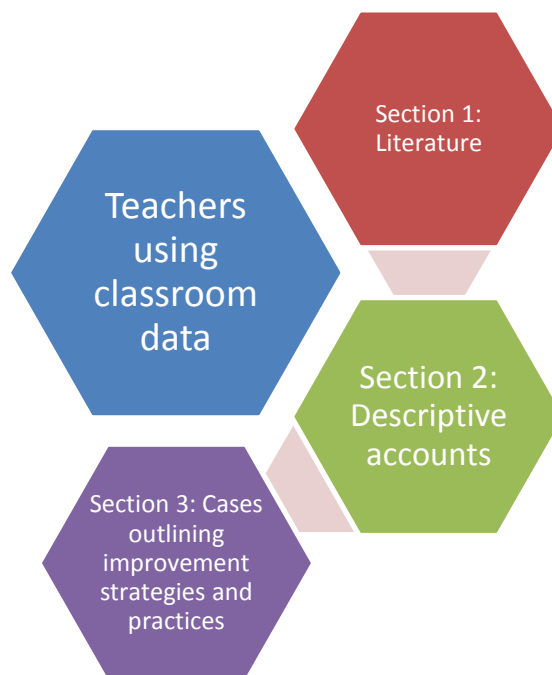 Section 1:
Literature
Teachers
using
classroom
data
Section 2:
Descriptive
accounts
Section 3: Cases
outlining
improvement
strategies and
practices